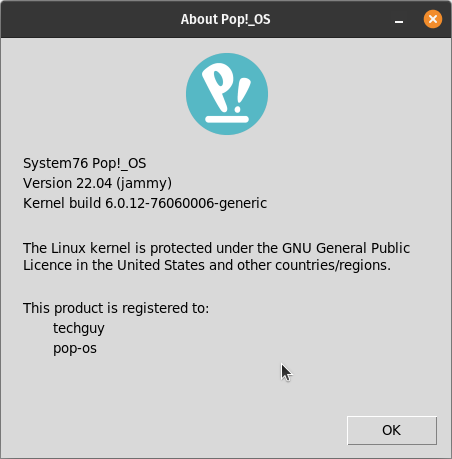 About Pop!_OS
P!
System76 Pop!_OS
Version 22.04 (jammy)
Kernel build 6.0.12-76060006-generic
The Linux kernel is protected under the GNU General Public
Licence in the United States and other countries/regions.
This product is registered to:
techguy
pop-os
OK